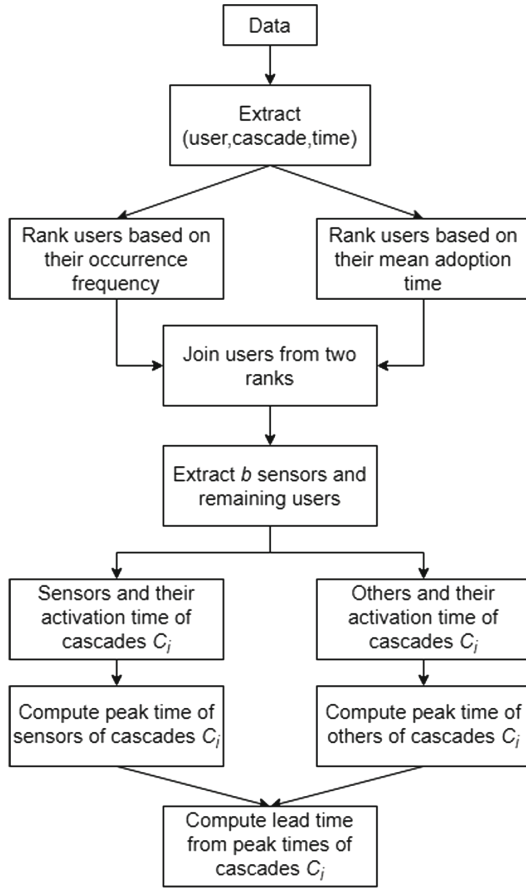 Data
Extract
(user,cascade,time)
Rank users based on
their occurrence
frequency
Rank users based on
their mean adoption
time
Join users from two
ranks
Extract b sensors and
remaining users
Sensors and their
activation time of
cascades Ci
Others and their
activation time of
cascades Ci
Compute peak time of
sensors of cascades Ci
Compute peak time of
others of cascades Ci
Compute lead time
from peak times of
cascades Ci